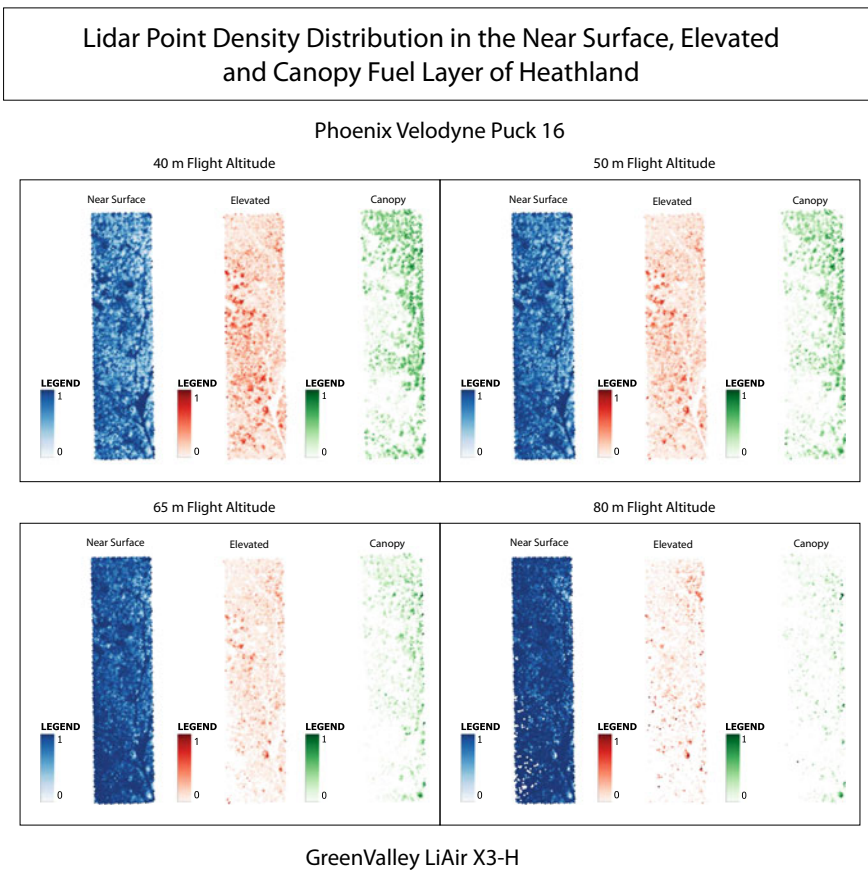 Lidar Point Density Distribution in the Near Surface, Elevated
and Canopy Fuel Layer of Heathland
Phoenix Velodyne Puck 16
40 m Flight Altitude
50 m Flight Altitude
Near Surface
Elevated
Canopy
Near Surface
Elevated
Canopy
LEGEND
1
0
LEGEND
1
0
LEGEND
1
0
LEGEND
1
0
LEGEND
1
0
LEGEND
1
0
65 m Flight Altitude
80 m Flight Altitude
Near Surface
Elevated
Canopy
Near Surface
Elevated
Canopy
LEGEND
1
0
LEGEND
1
0
LEGEND
1
0
LEGEND
1
0
LEGEND
1
0
LEGEND
1
0
GreenValley LiAir X3-H